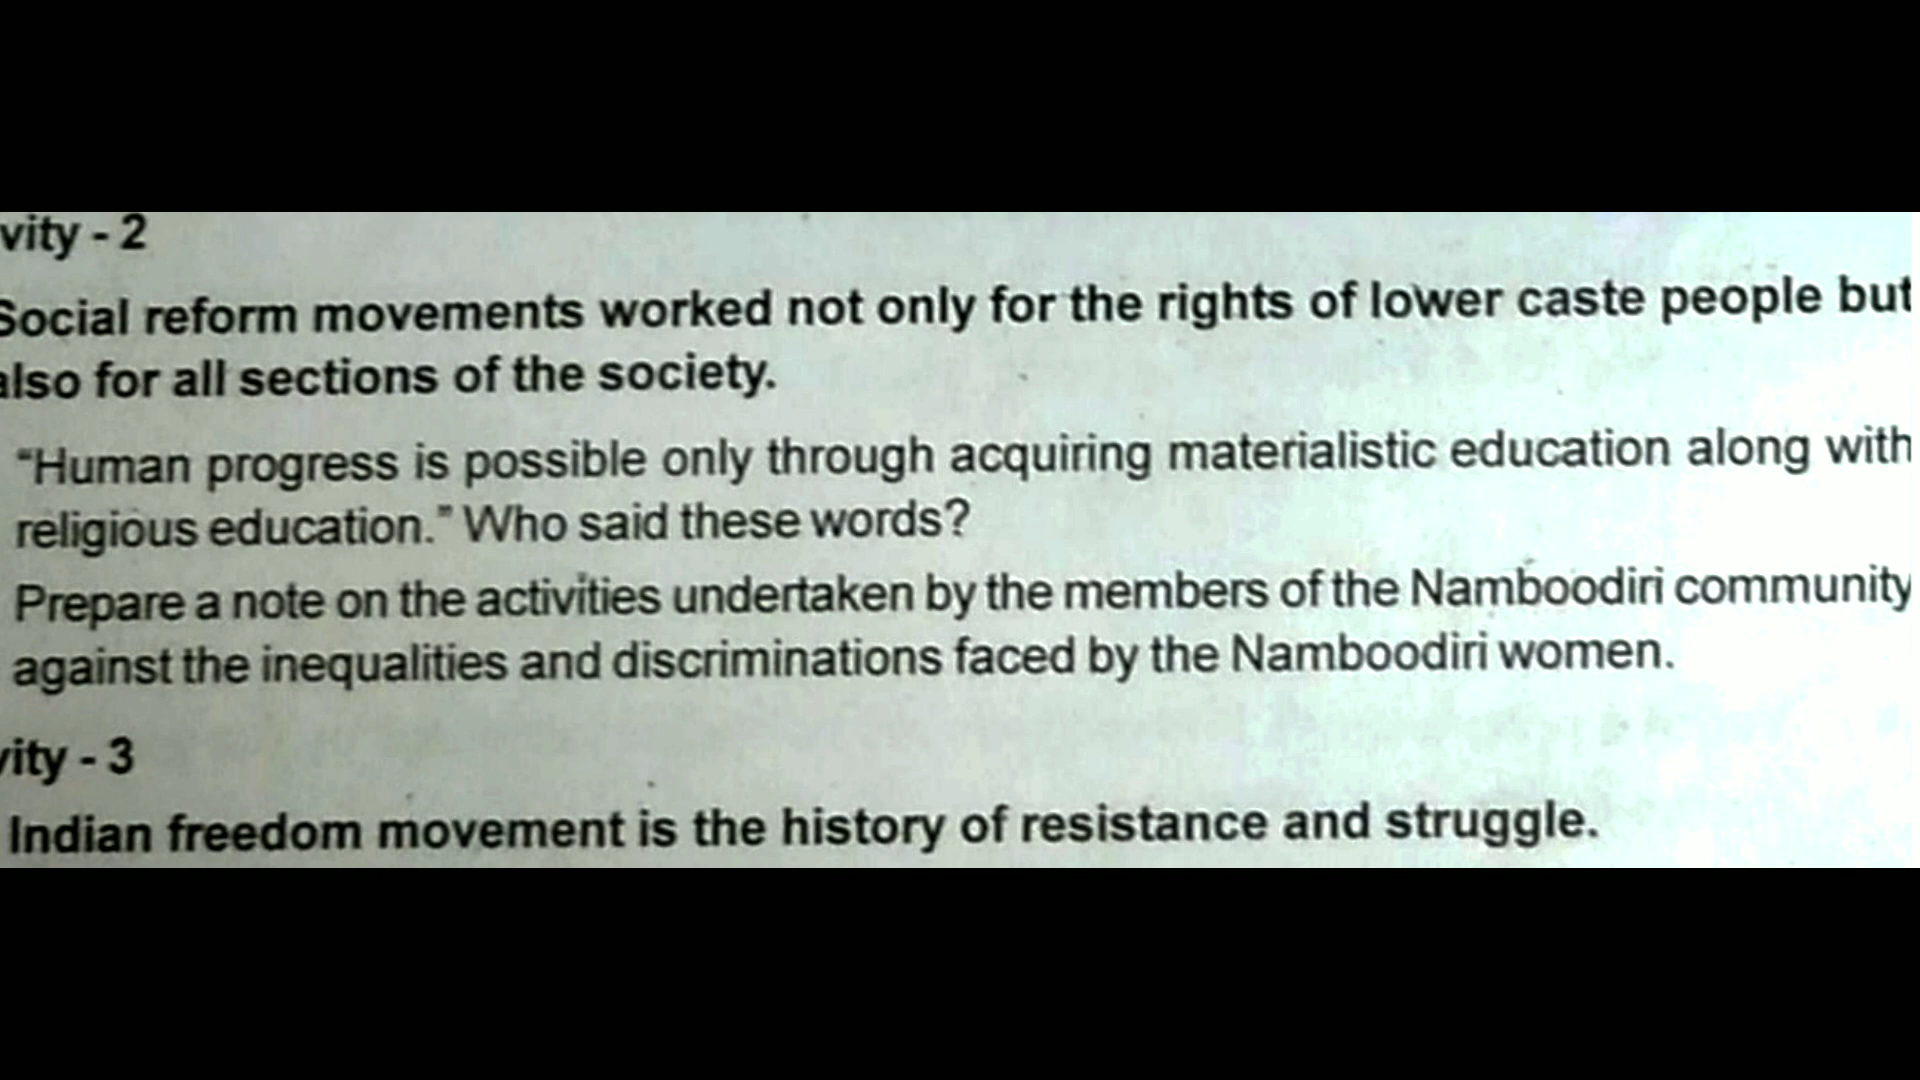 vity - 2
Social reform movements worked not only for the rights of lower caste people but
also for all sections of the society.
"Human progress is possible only through acquiring materialistic education along with
religious education." Who said these words?
Prepare a note on the activities undertaken by the members of the Namboodiri community
against the inequalities and discriminations faced by the Namboodiri women.
vity - 3
Indian freedom movement is the history of resistance and struggle.